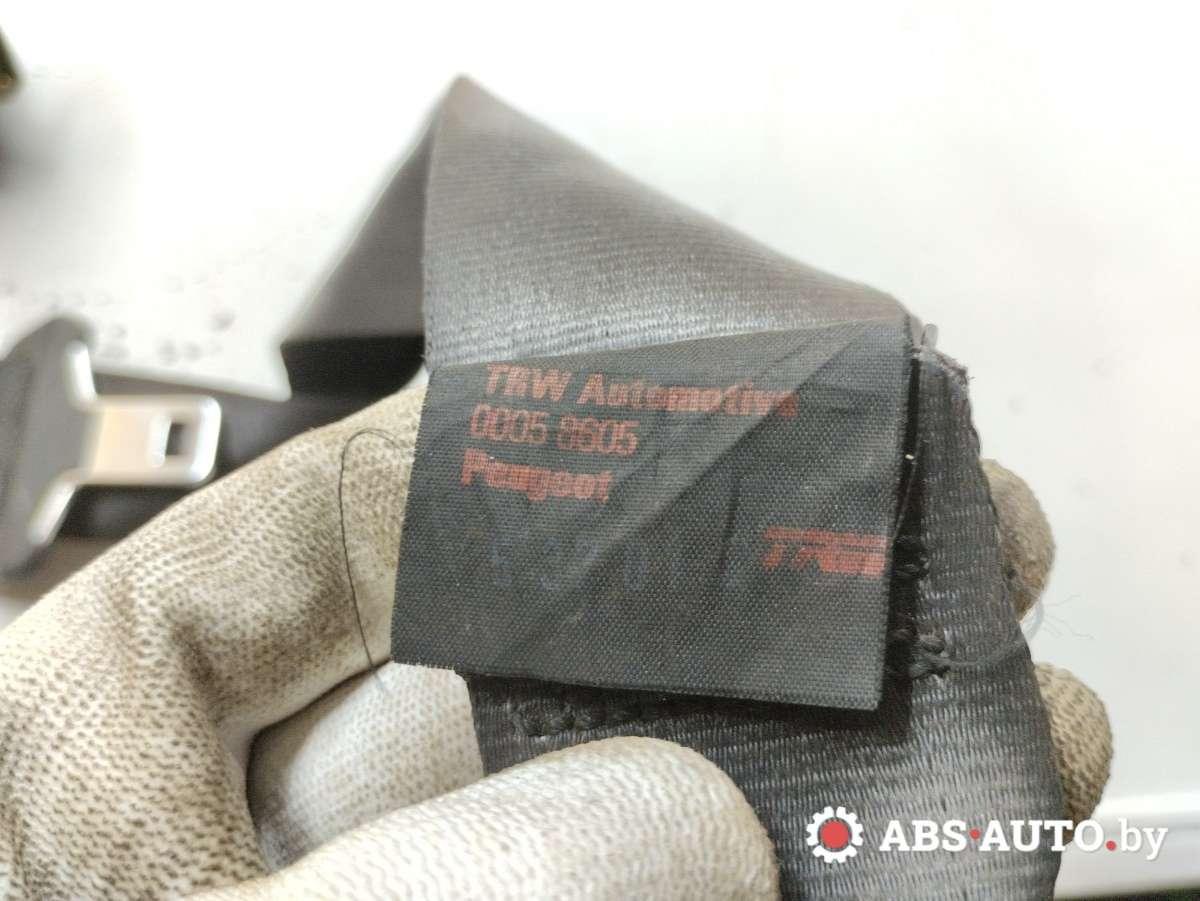 TRW Automotive
0005 8605
Peugeot
TRW
ABS·AUTO.by